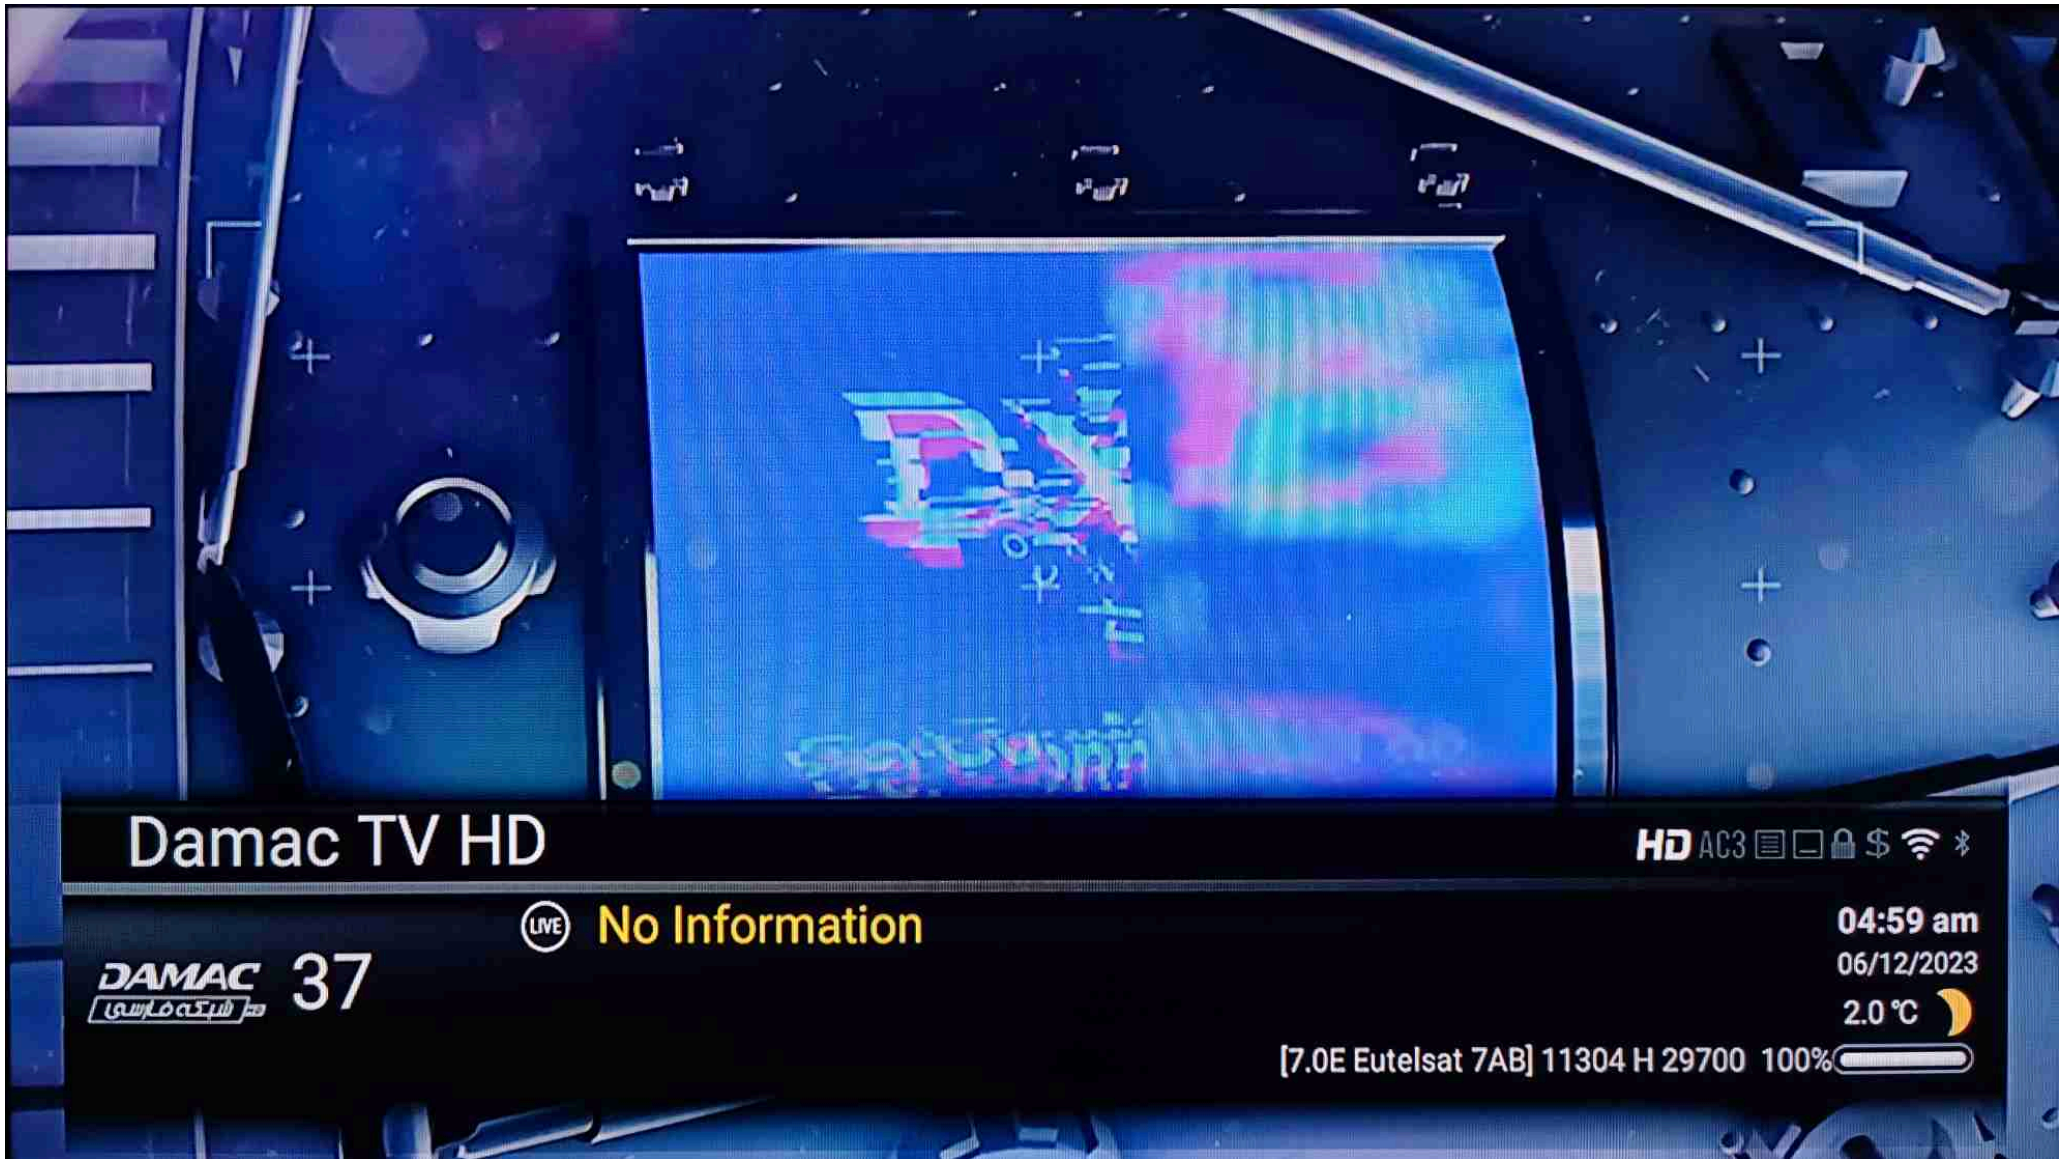 Damac TV HD
HD AC3 $
LIVE No Information
04:59 am
06/12/2023
2.0 °C
DAMAC 37
شبکه فارسی HD
[7.0E Eutelsat 7AB] 11304 H 29700 100%